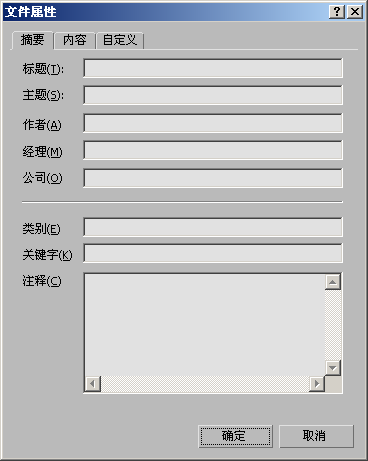 文件属性
摘要 内容 自定义
标题(T):
主题(S):
作者(A)
经理(M)
公司(O)
类别(E)
关键字(K)
注释(C)
确定 取消